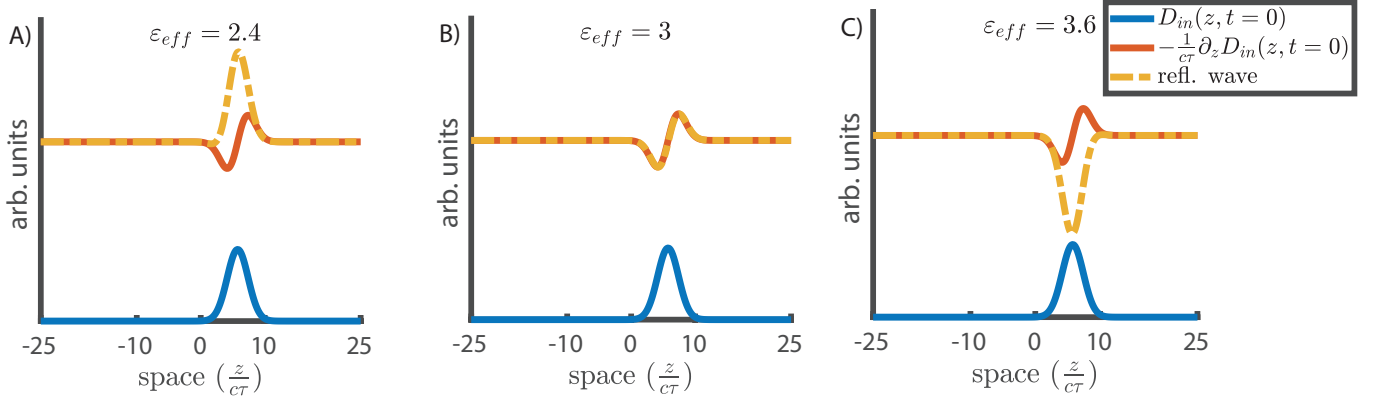 A)
ε_eff = 2.4
arb. units
-25 -10 0 10 25
space (z/cτ)
B)
ε_eff = 3
arb. units
-25 -10 0 10 25
space (z/cτ)
C)
ε_eff = 3.6
arb. units
-25 -10 0 10 25
space (z/cτ)
D_in(z, t = 0)
-1/cτ ∂_z D_in(z, t = 0)
refl. wave